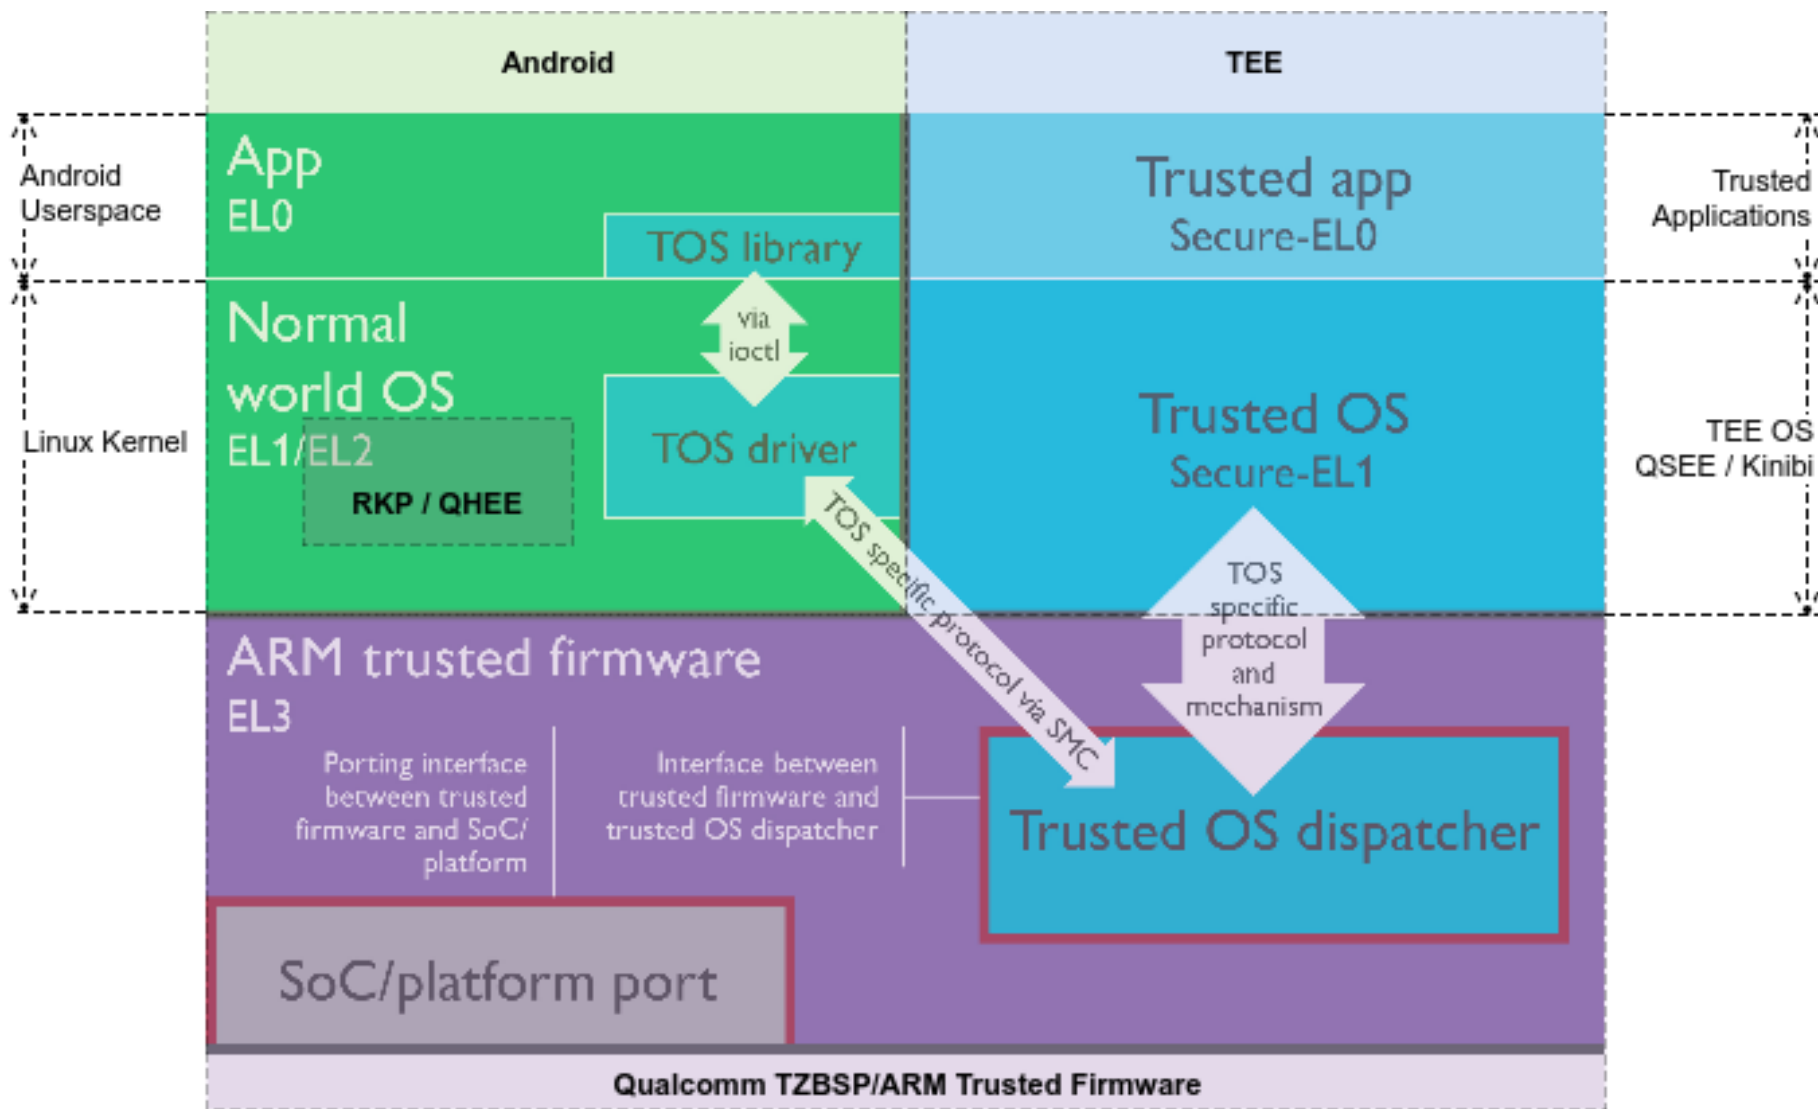 Android
TEE
Android
Userspace
App
EL0
TOS library
Trusted app
Secure-EL0
Trusted
Applications
Normal
world OS
EL1/EL2
RKP / QHEE
Linux Kernel
via
ioctl
TOS driver
Trusted OS
Secure-EL1
TEE OS
QSEE / Kinibi
TOS specific protocol via SMC
TOS
specific
protocol
and
mechanism
ARM trusted firmware
EL3
Porting interface
between trusted
firmware and SoC/
platform
Interface between
trusted firmware and
trusted OS dispatcher
Trusted OS dispatcher
SoC/platform port
Qualcomm TZBSP/ARM Trusted Firmware